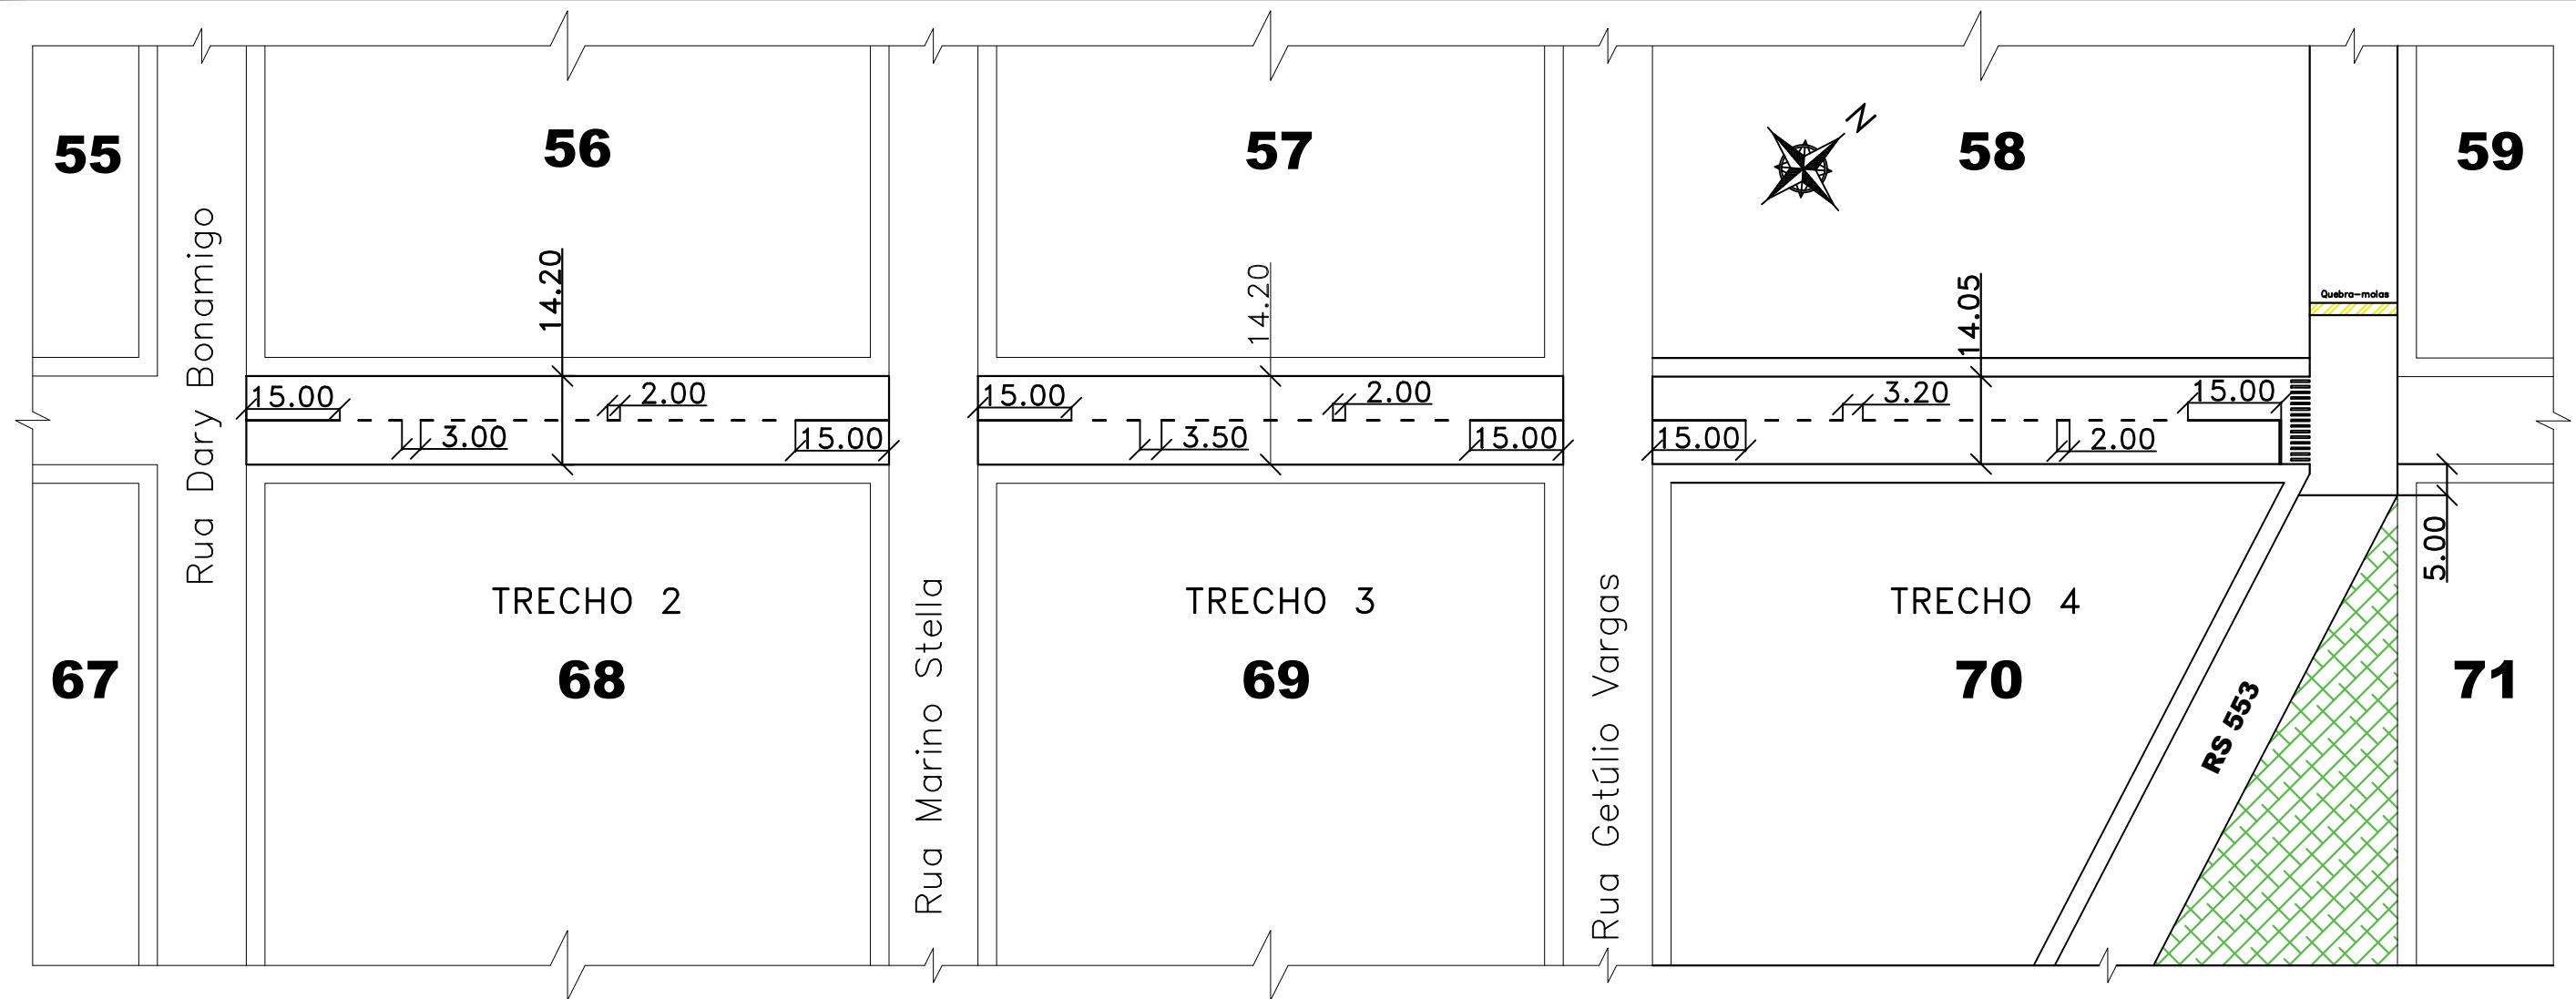 55
56
57
58
59
N
Quebra-molas
Rua Dary Bonamigo
14.20
14.20
14.05
15.00
2.00
3.00
15.00
15.00
2.00
3.50
15.00
15.00
3.20
15.00
2.00
5.00
Rua Marino Stella
Rua Getúlio Vargas
TRECHO 2
TRECHO 3
TRECHO 4
67
68
69
70
71
RS 553